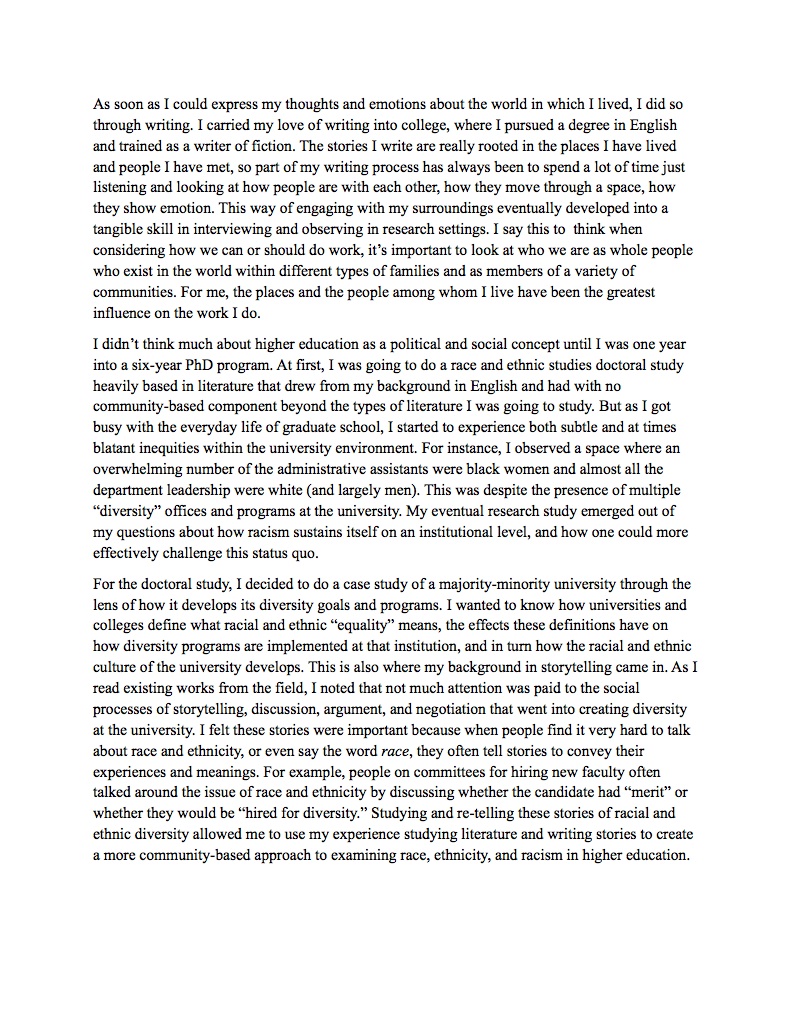 As soon as I could express my thoughts and emotions about the world in which I lived, I did so
through writing. I carried my love of writing into college, where I pursued a degree in English
and trained as a writer of fiction. The stories I write are really rooted in the places I have lived
and people I have met, so part of my writing process has always been to spend a lot of time just
listening and looking at how people are with each other, how they move through a space, how
they show emotion. This way of engaging with my surroundings eventually developed into a
tangible skill in interviewing and observing in research settings. I say this to  think when
considering how we can or should do work, it’s important to look at who we are as whole people
who exist in the world within different types of families and as members of a variety of
communities. For me, the places and the people among whom I live have been the greatest
influence on the work I do.
I didn’t think much about higher education as a political and social concept until I was one year
into a six-year PhD program. At first, I was going to do a race and ethnic studies doctoral study
heavily based in literature that drew from my background in English and had with no
community-based component beyond the types of literature I was going to study. But as I got
busy with the everyday life of graduate school, I started to experience both subtle and at times
blatant inequities within the university environment. For instance, I observed a space where an
overwhelming number of the administrative assistants were black women and almost all the
department leadership were white (and largely men). This was despite the presence of multiple
“diversity” offices and programs at the university. My eventual research study emerged out of
my questions about how racism sustains itself on an institutional level, and how one could more
effectively challenge this status quo.
For the doctoral study, I decided to do a case study of a majority-minority university through the
lens of how it develops its diversity goals and programs. I wanted to know how universities and
colleges define what racial and ethnic “equality” means, the effects these definitions have on
how diversity programs are implemented at that institution, and in turn how the racial and ethnic
culture of the university develops. This is also where my background in storytelling came in. As I
read existing works from the field, I noted that not much attention was paid to the social
processes of storytelling, discussion, argument, and negotiation that went into creating diversity
at the university. I felt these stories were important because when people find it very hard to talk
about race and ethnicity, or even say the word race, they often tell stories to convey their
experiences and meanings. For example, people on committees for hiring new faculty often
talked around the issue of race and ethnicity by discussing whether the candidate had “merit” or
whether they would be “hired for diversity.” Studying and re-telling these stories of racial and
ethnic diversity allowed me to use my experience studying literature and writing stories to create
a more community-based approach to examining race, ethnicity, and racism in higher education.